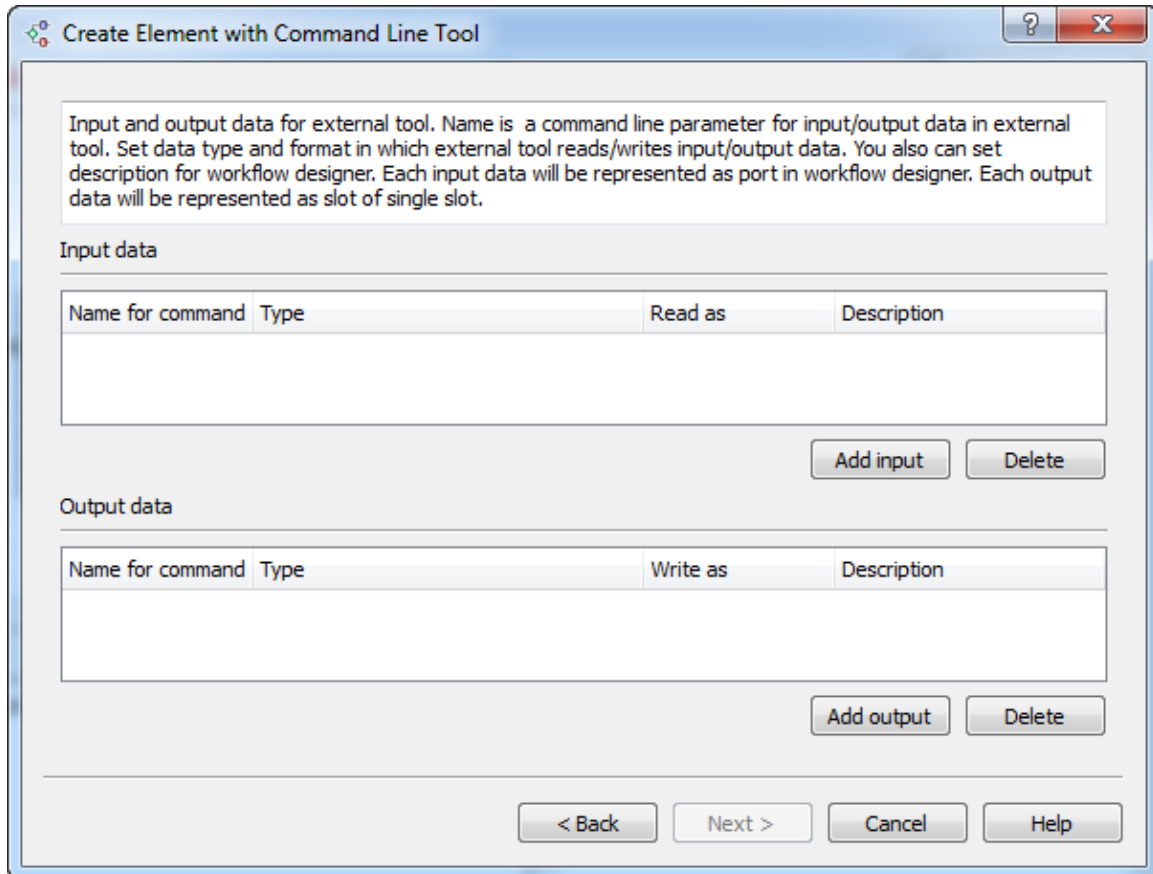 Create Element with Command Line Tool
?
X
Input and output data for external tool. Name is  a command line parameter for input/output data in external
tool. Set data type and format in which external tool reads/writes input/output data. You also can set
description for workflow designer. Each input data will be represented as port in workflow designer. Each output
data will be represented as slot of single slot.
Input data
Name for command Type Read as Description
Add input Delete
Output data
Name for command Type Write as Description
Add output Delete
< Back Next > Cancel Help